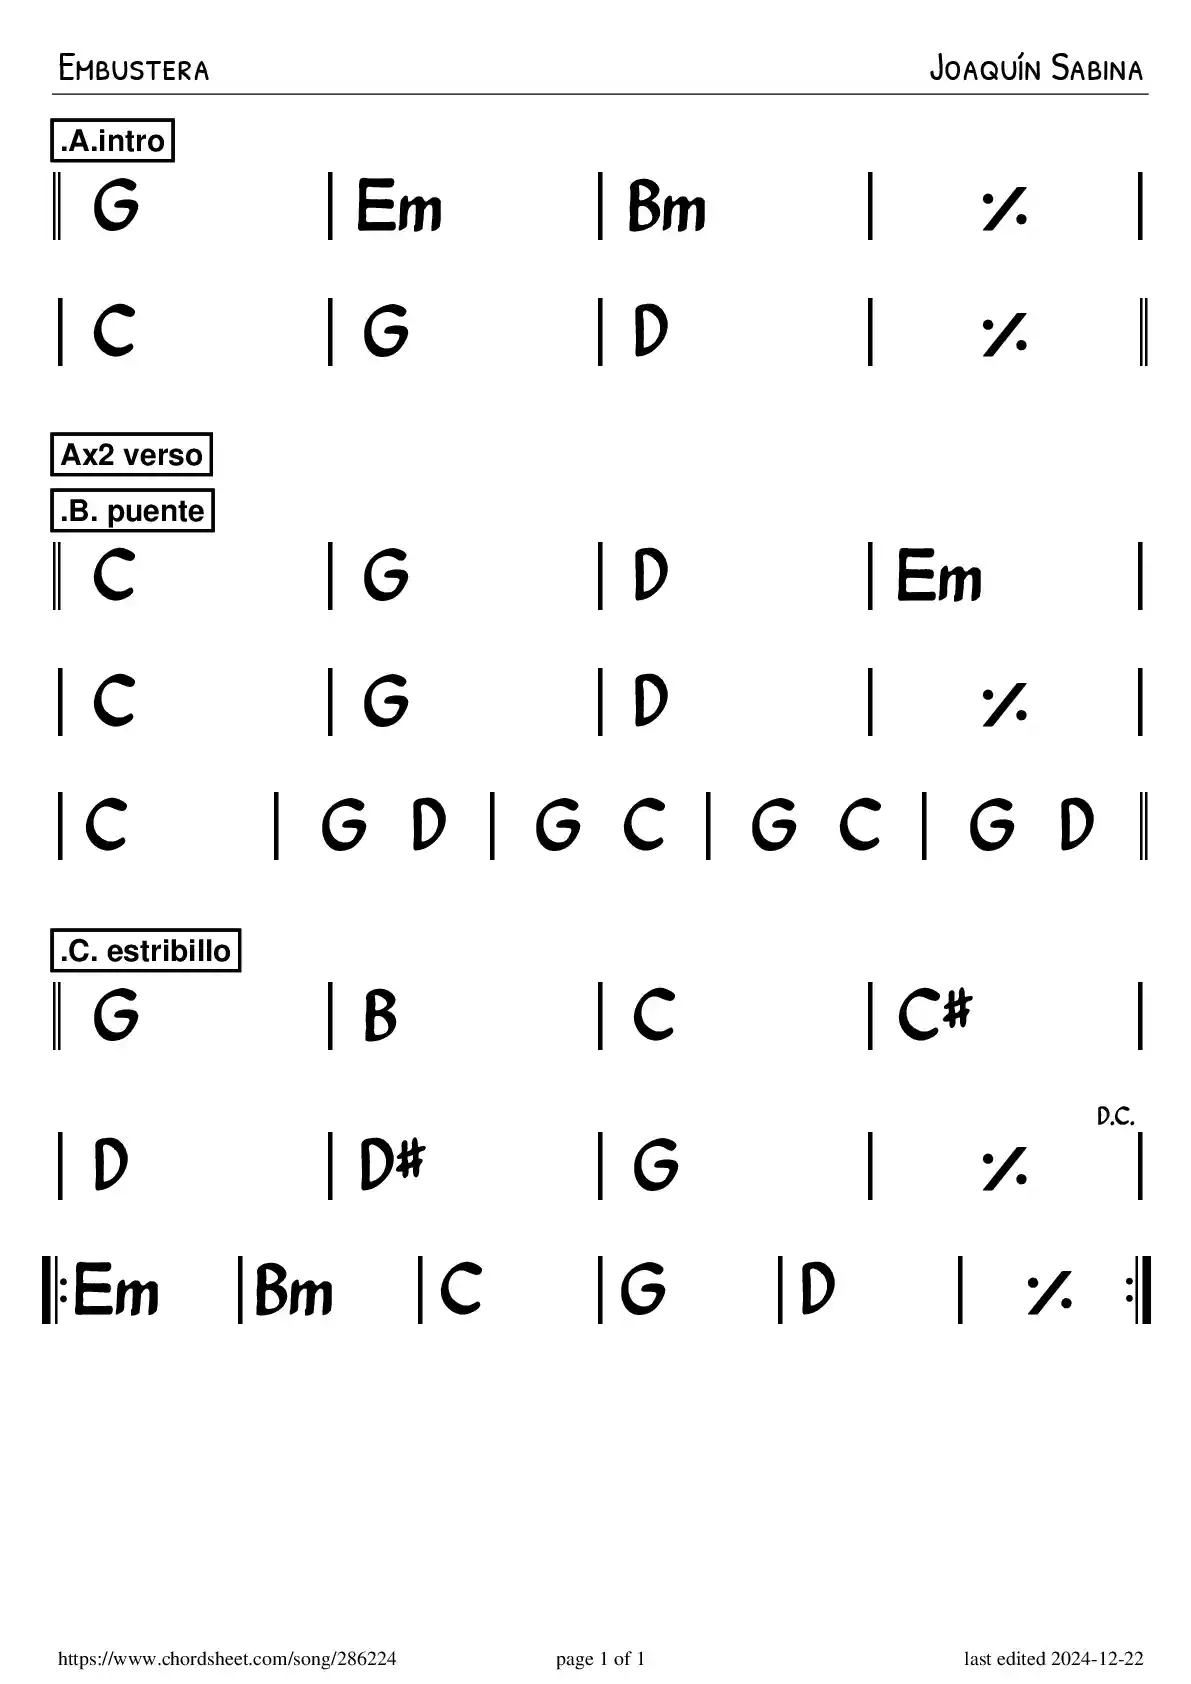 Embustera Joaquín Sabina
.A.intro
‖ G | Em | Bm | 𝄎 |
| C | G | D | 𝄎 ‖
Ax2 verso
.B. puente
‖ C | G | D | Em |
| C | G | D | 𝄎 |
| C | G D | G C | G C | G D ‖
.C. estribillo
‖ G | B | C | C# |
D.C.
| D | D# | G | 𝄎 |
‖: Em | Bm | C | G | D | 𝄎 :‖
https://www.chordsheet.com/song/286224 page 1 of 1 last edited 2024-12-22